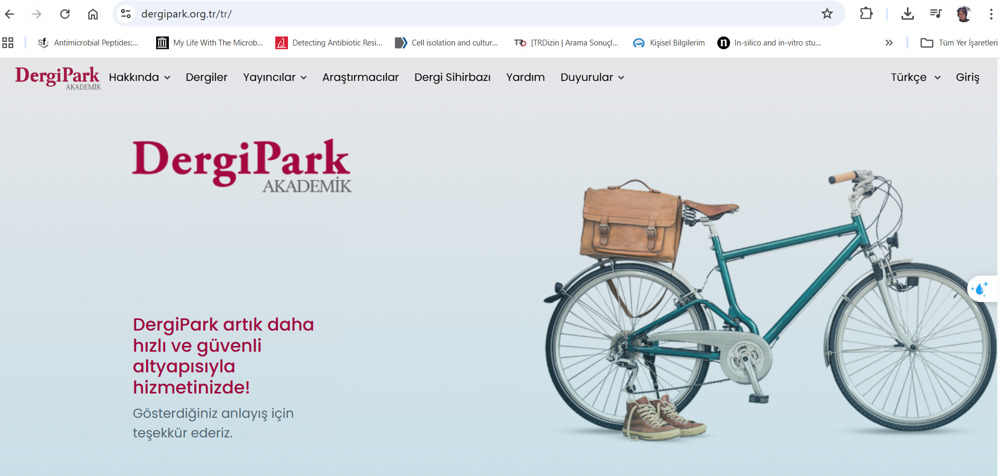 dergipark.org.tr/tr/
Antimicrobial Peptides:...
My Life With The Microb...
Detecting Antibiotic Resi...
Cell isolation and cultur...
[TRDizin | Arama Sonuçl...
Kişisel Bilgilerim
In-silico and in-vitro stu...
Tüm Yer İşaretleri
DergiPark
AKADEMİK
Hakkında
Dergiler
Yayıncılar
Araştırmacılar
Dergi Sihirbazı
Yardım
Duyurular
Türkçe
Giriş
DergiPark
AKADEMİK
DergiPark artık daha
hızlı ve güvenli
altyapısıyla
hizmetinizde!
Gösterdiğiniz anlayış için
teşekkür ederiz.